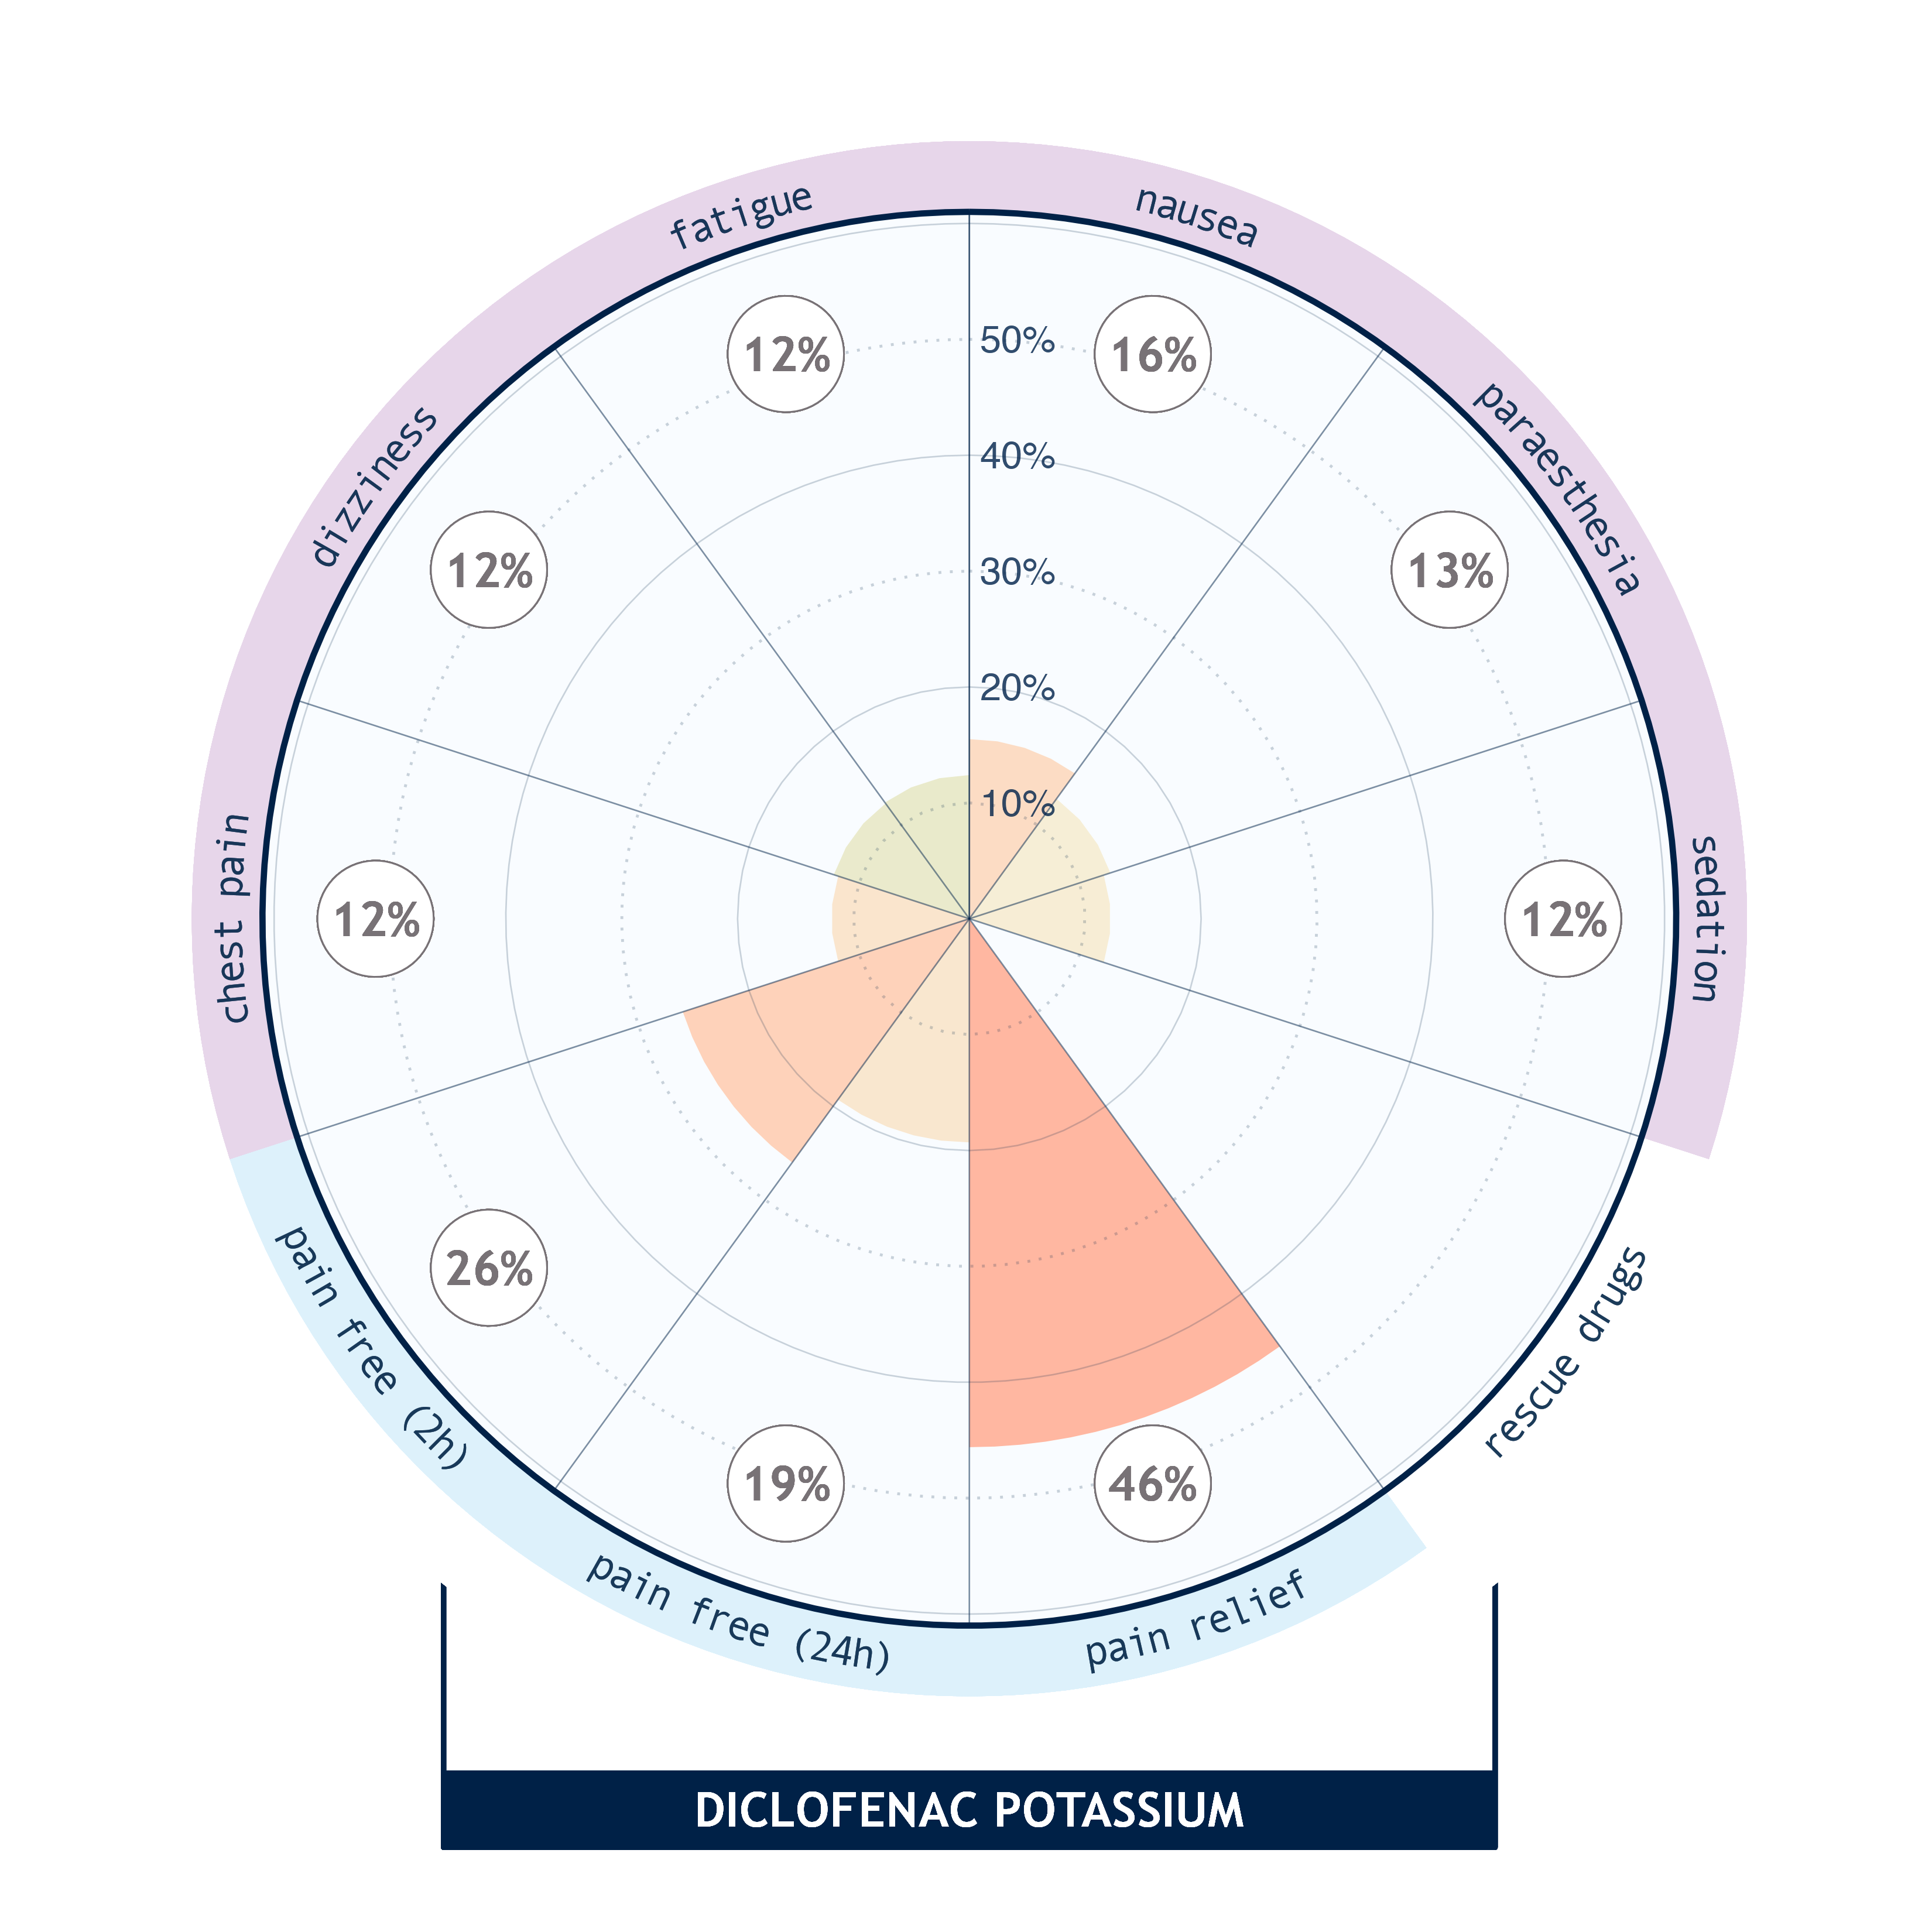 fatigue
nausea
paraesthesia
sedation
rescue drugs
pain relief
pain free (24h)
pain free (2h)
chest pain
dizziness
50%
40%
30%
20%
10%
12%
16%
13%
12%
46%
19%
26%
12%
12%
DICLOFENAC POTASSIUM